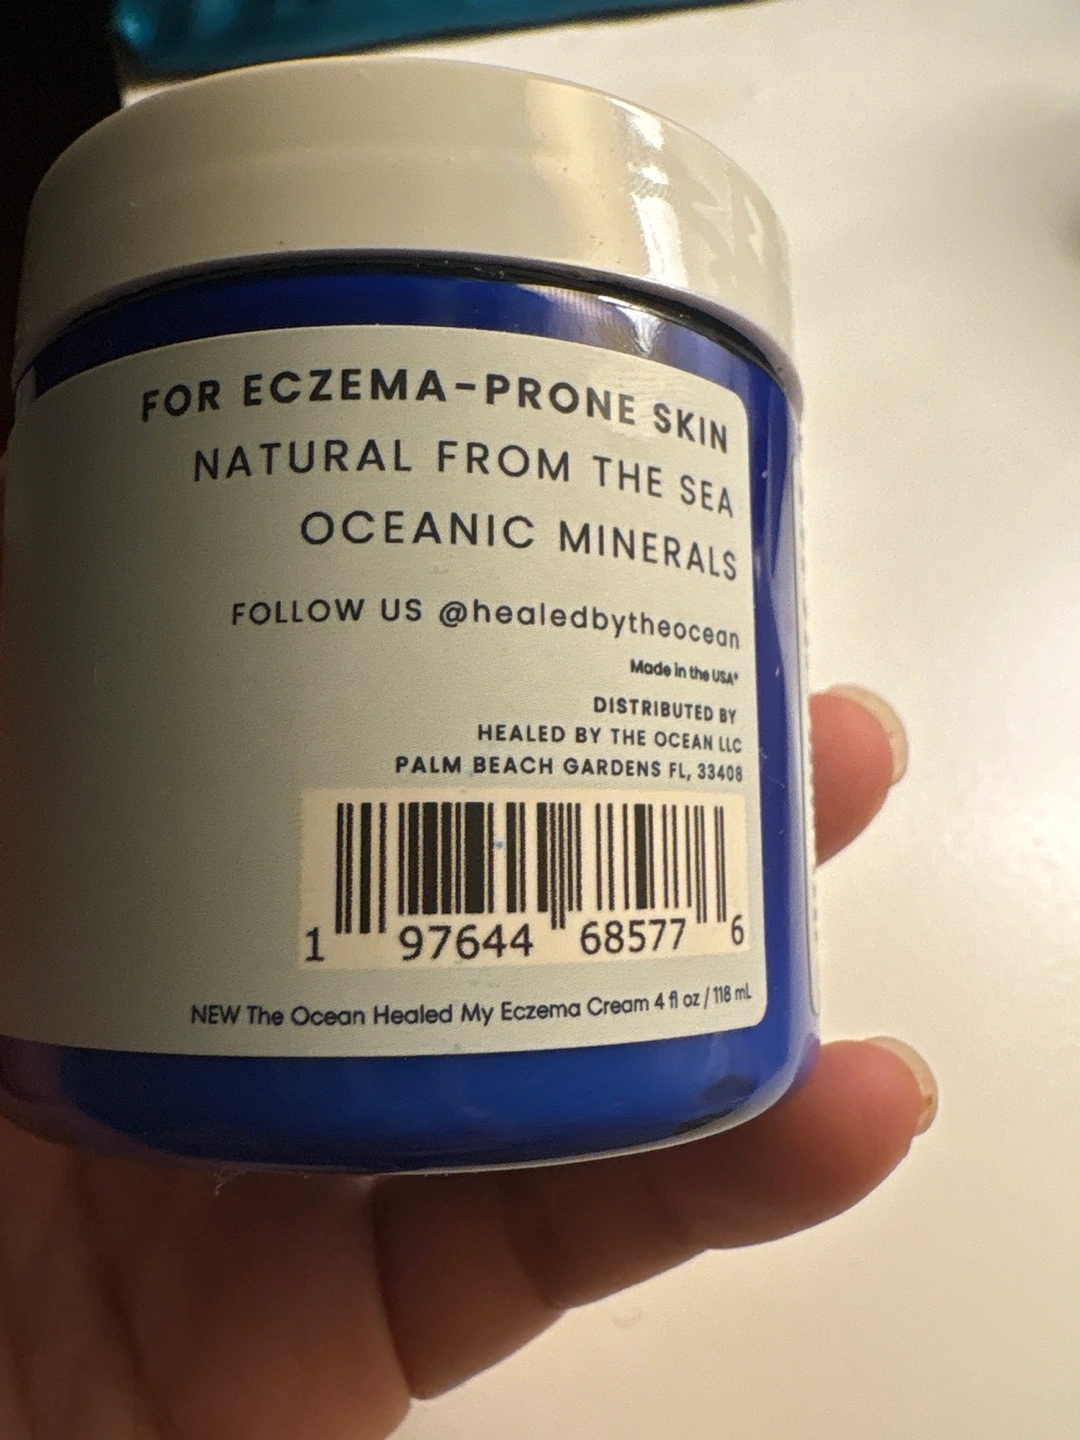 FOR ECZEMA-PRONE SKIN
NATURAL FROM THE SEA
OCEANIC MINERALS
FOLLOW US @healedbytheocean
Made in the USA*
DISTRIBUTED BY
HEALED BY THE OCEAN LLC
PALM BEACH GARDENS FL, 33408
1 97644 68577 6
NEW The Ocean Healed My Eczema Cream 4 fl oz / 118 mL